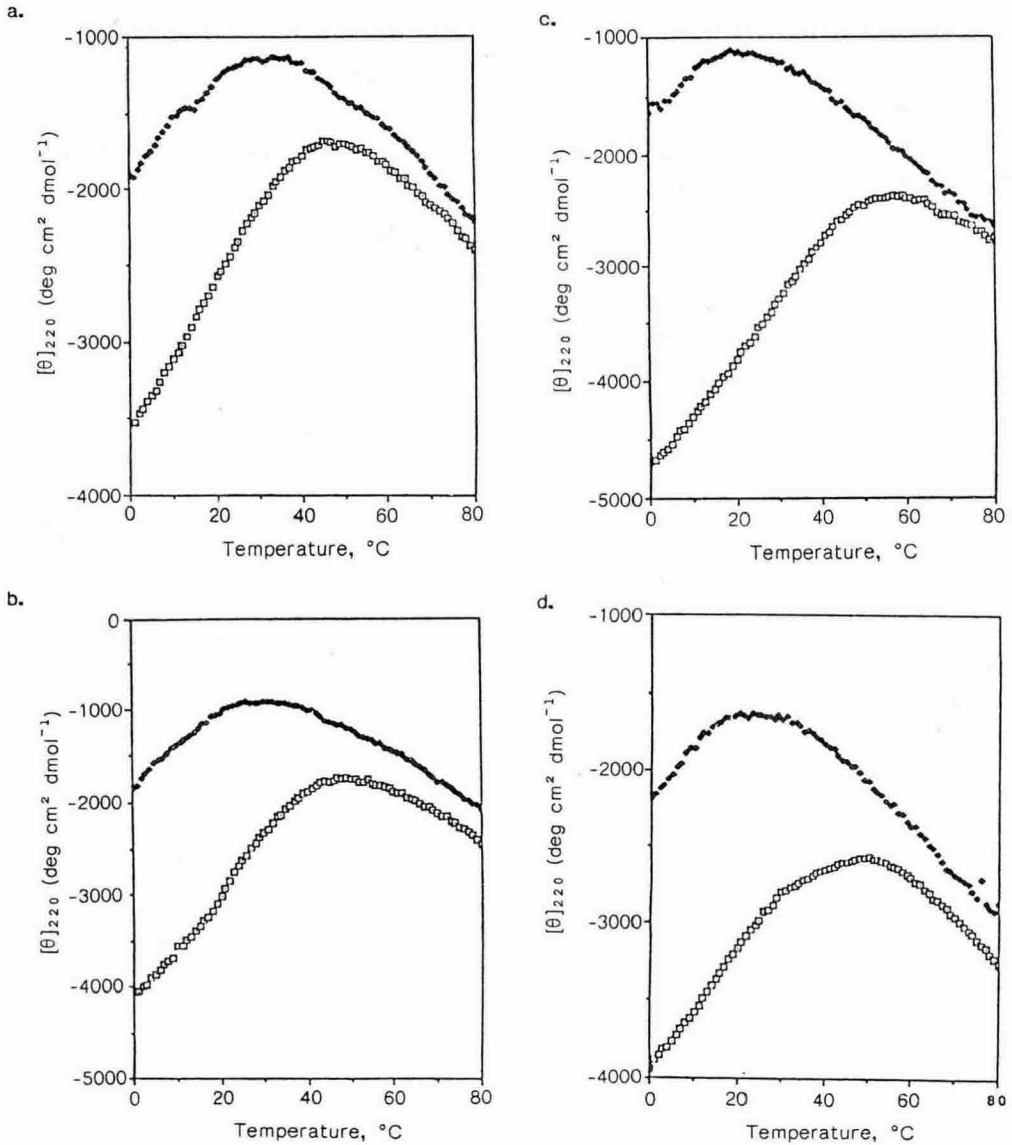 a.
-1000
-2000
-3000
-4000
[θ]₂₂₀ (deg cm² dmol⁻¹)
0 20 40 60 80
Temperature, °C
c.
-1000
-2000
-3000
-4000
-5000
[θ]₂₂₀ (deg cm² dmol⁻¹)
0 20 40 60 80
Temperature, °C
b.
0
-1000
-2000
-3000
-4000
-5000
[θ]₂₂₀ (deg cm² dmol⁻¹)
0 20 40 60 80
Temperature, °C
d.
-1000
-2000
-3000
-4000
[θ]₂₂₀ (deg cm² dmol⁻¹)
0 20 40 60 80
Temperature, °C